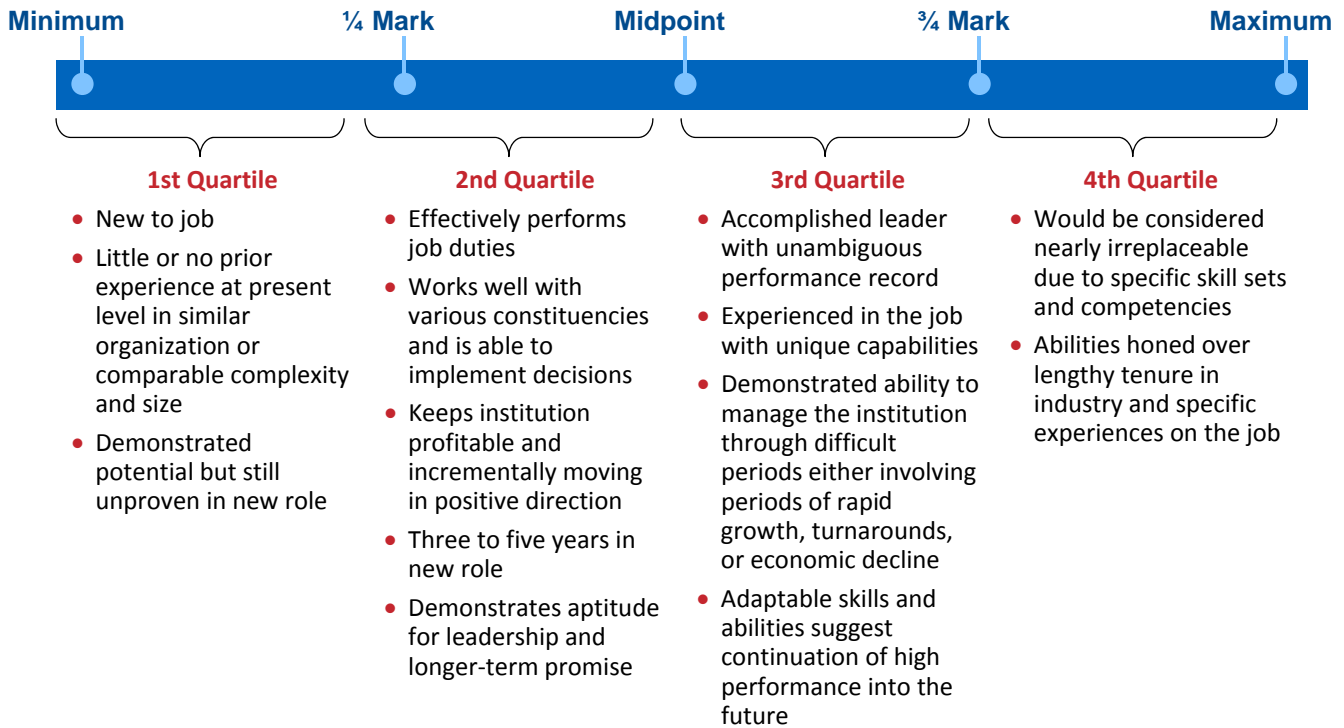 Minimum
¼ Mark
Midpoint
¾ Mark
Maximum
1st Quartile
• New to job
• Little or no prior
experience at present
level in similar
organization or
comparable complexity
and size
• Demonstrated
potential but still
unproven in new role
2nd Quartile
• Effectively performs
job duties
• Works well with
various constituencies
and is able to
implement decisions
• Keeps institution
profitable and
incrementally moving
in positive direction
• Three to five years in
new role
• Demonstrates aptitude
for leadership and
longer-term promise
3rd Quartile
• Accomplished leader
with unambiguous
performance record
• Experienced in the job
with unique capabilities
• Demonstrated ability to
manage the institution
through difficult
periods either involving
periods of rapid
growth, turnarounds,
or economic decline
• Adaptable skills and
abilities suggest
continuation of high
performance into the
future
4th Quartile
• Would be considered
nearly irreplaceable
due to specific skill sets
and competencies
• Abilities honed over
lengthy tenure in
industry and specific
experiences on the job